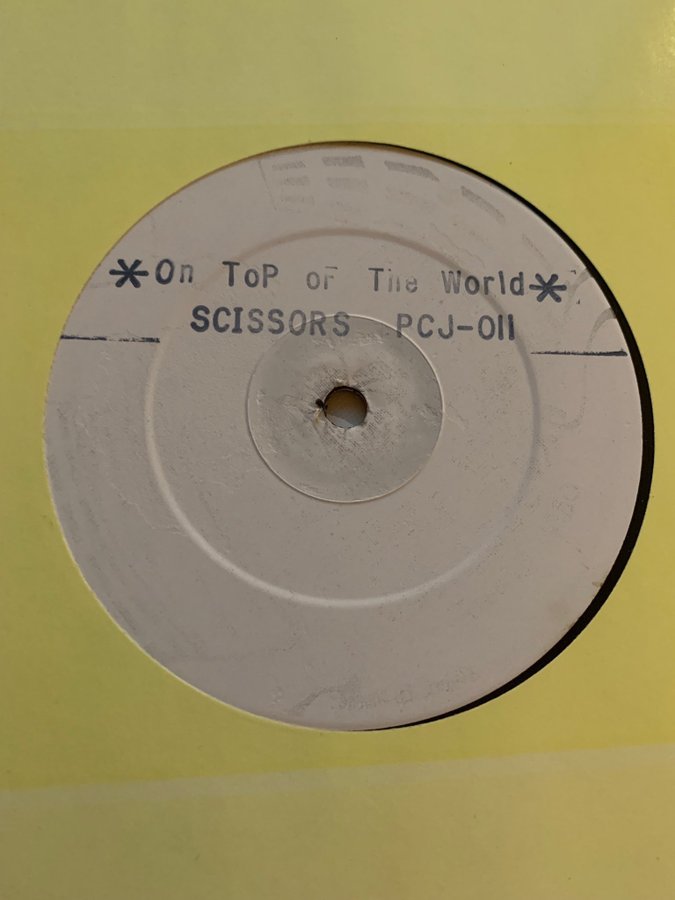 *On ToP oF The World*
SCISSORS PCJ-011